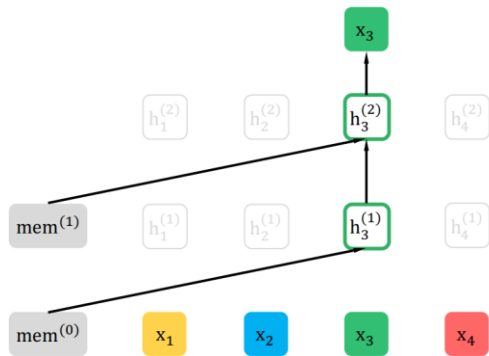 x₃
h₁⁽²⁾ h₂⁽²⁾ h₃⁽²⁾ h₄⁽²⁾
mem⁽¹⁾ h₁⁽¹⁾ h₂⁽¹⁾ h₃⁽¹⁾ h₄⁽¹⁾
mem⁽⁰⁾ x₁ x₂ x₃ x₄